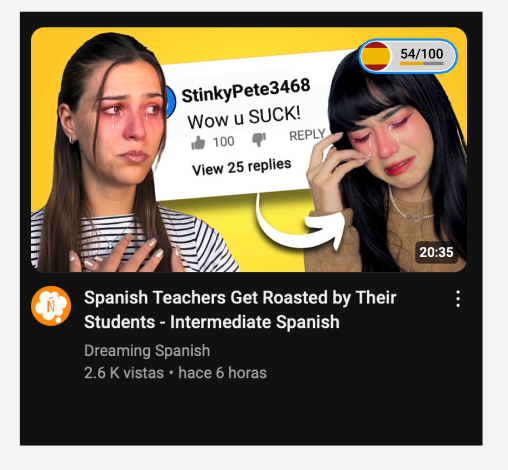 54/100
StinkyPete3468
Wow u SUCK!
100
REPLY
View 25 replies
20:35
Ñ
Spanish Teachers Get Roasted by Their
Students - Intermediate Spanish
Dreaming Spanish
2.6 K vistas • hace 6 horas